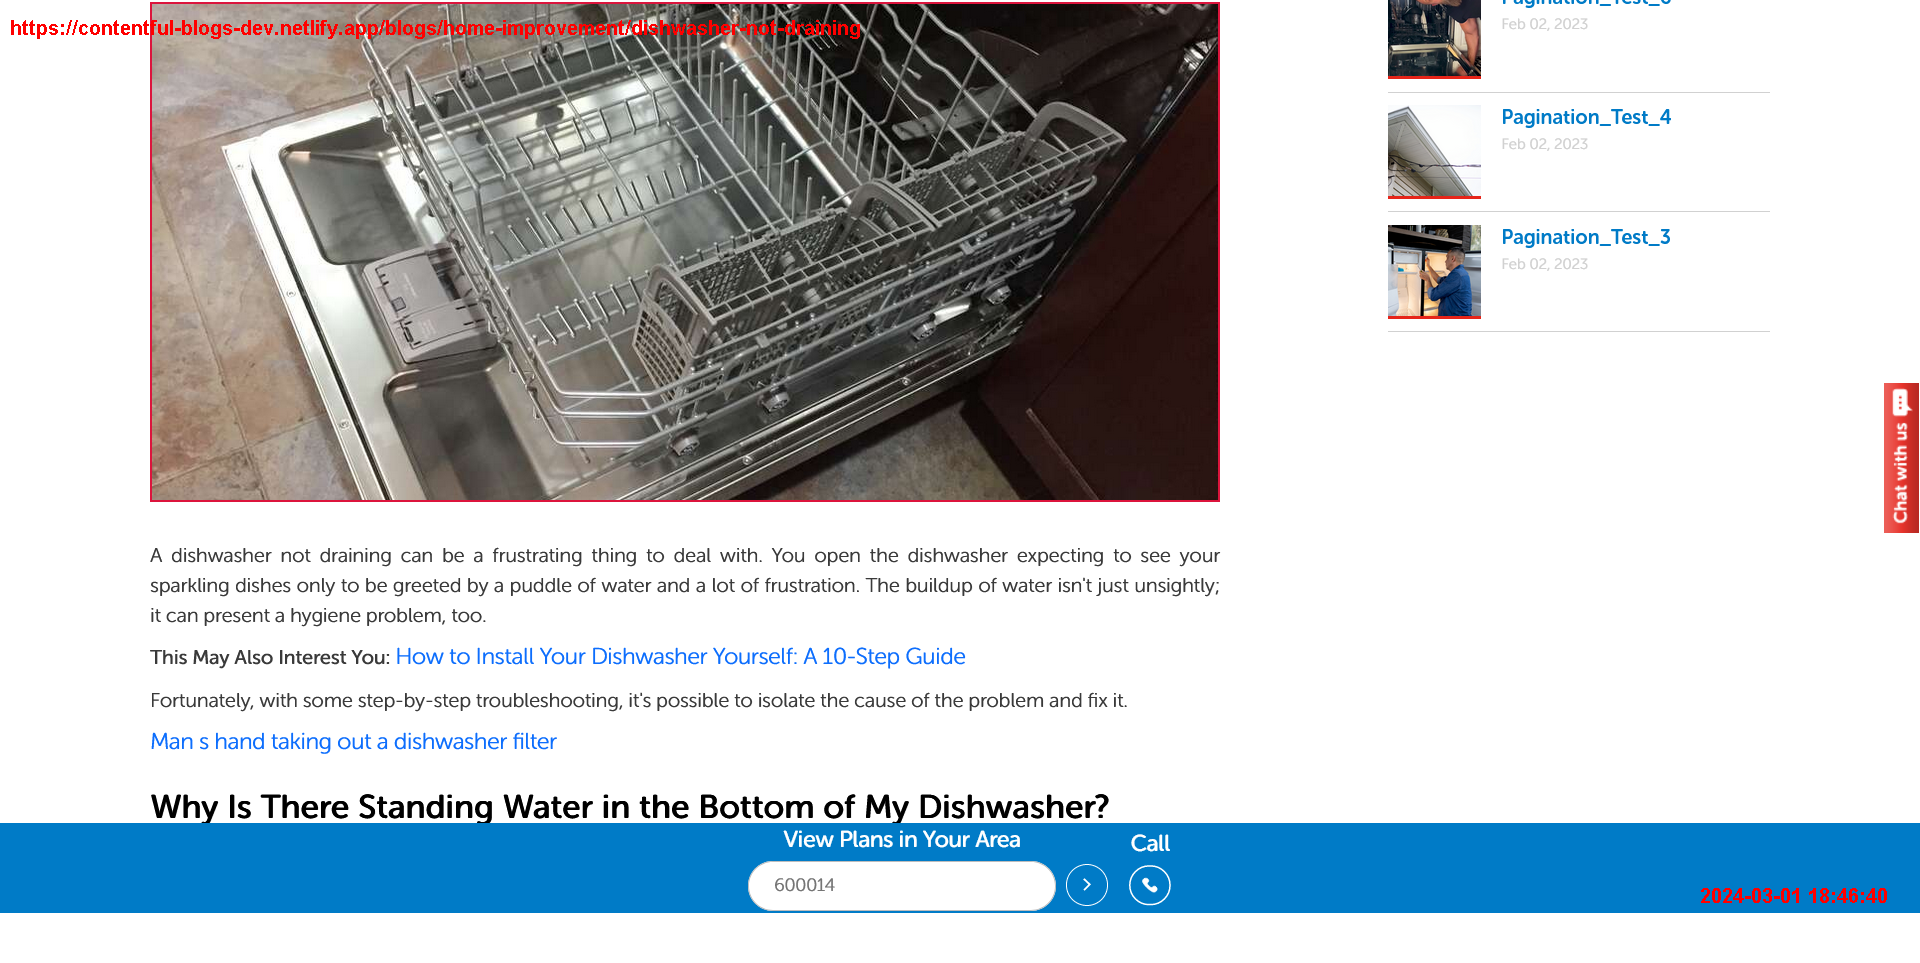 https://contentful-blogs-dev.netlify.app/blogs/home-improvement/dishwasher-not-draining
Feb 02, 2023
Pagination_Test_4
Feb 02, 2023
Pagination_Test_3
Feb 02, 2023
Chat with us
A dishwasher not draining can be a frustrating thing to deal with. You open the dishwasher expecting to see your
sparkling dishes only to be greeted by a puddle of water and a lot of frustration. The buildup of water isn't just unsightly;
it can present a hygiene problem, too.
This May Also Interest You: How to Install Your Dishwasher Yourself: A 10-Step Guide
Fortunately, with some step-by-step troubleshooting, it's possible to isolate the cause of the problem and fix it.
Man s hand taking out a dishwasher filter
Why Is There Standing Water in the Bottom of My Dishwasher?
View Plans in Your Area
Call
600014
2024-03-01 18:46:40